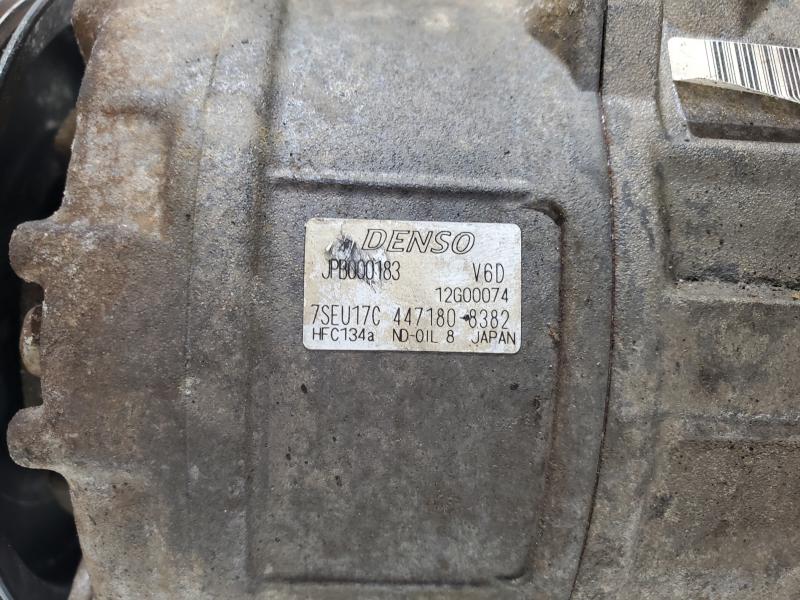 DENSO
JPB000183 V6D
12G00074
7SEU17C 447180-8382
HFC134a ND-OIL 8 JAPAN